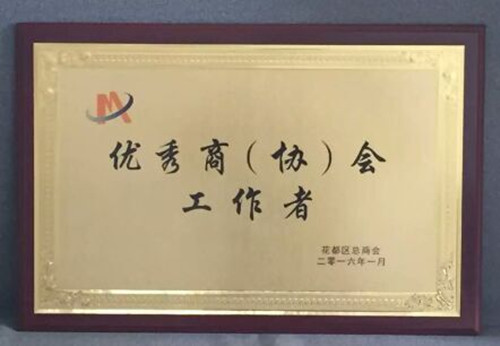 优秀商（协）会
工作者
花都区总商会
二零一六年一月